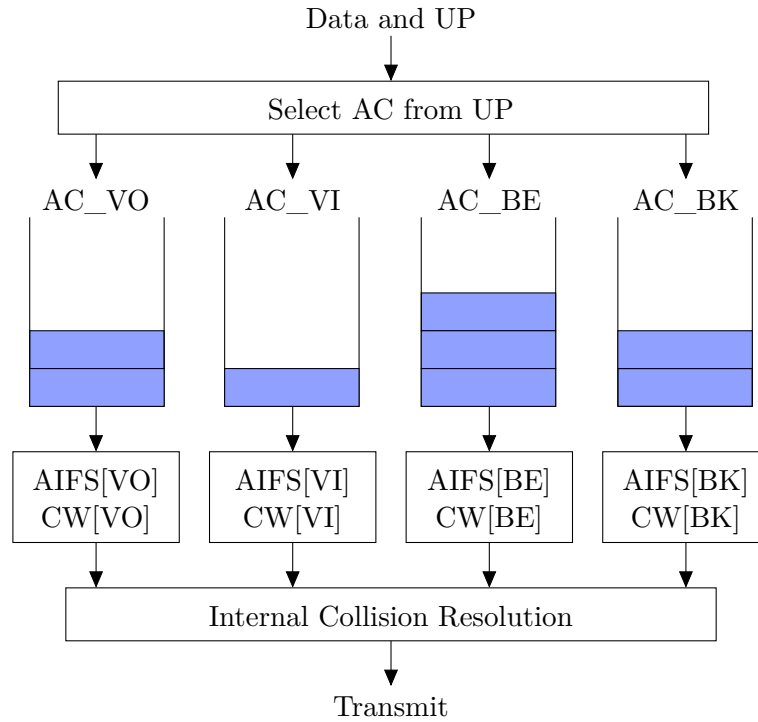 Data and UP
Select AC from UP
AC_VO AC_VI AC_BE AC_BK
AIFS[VO] AIFS[VI] AIFS[BE] AIFS[BK]
CW[VO] CW[VI] CW[BE] CW[BK]
Internal Collision Resolution
Transmit